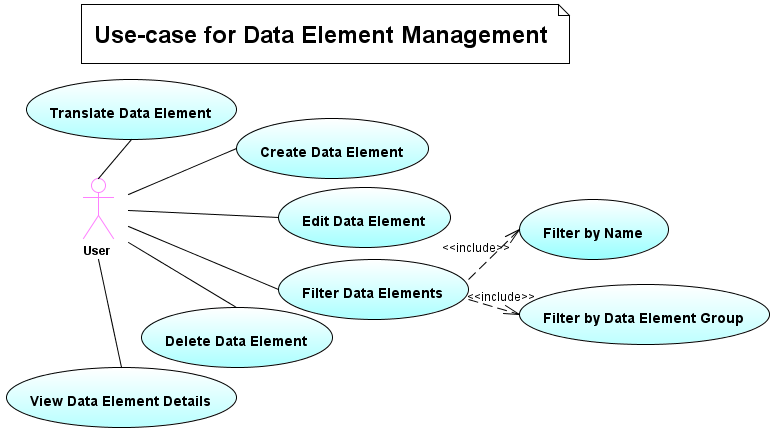 Use-case for Data Element Management
Translate Data Element
Create Data Element
Edit Data Element
Filter by Name
<<include>>
User
Filter Data Elements
<<include>>
Filter by Data Element Group
Delete Data Element
View Data Element Details